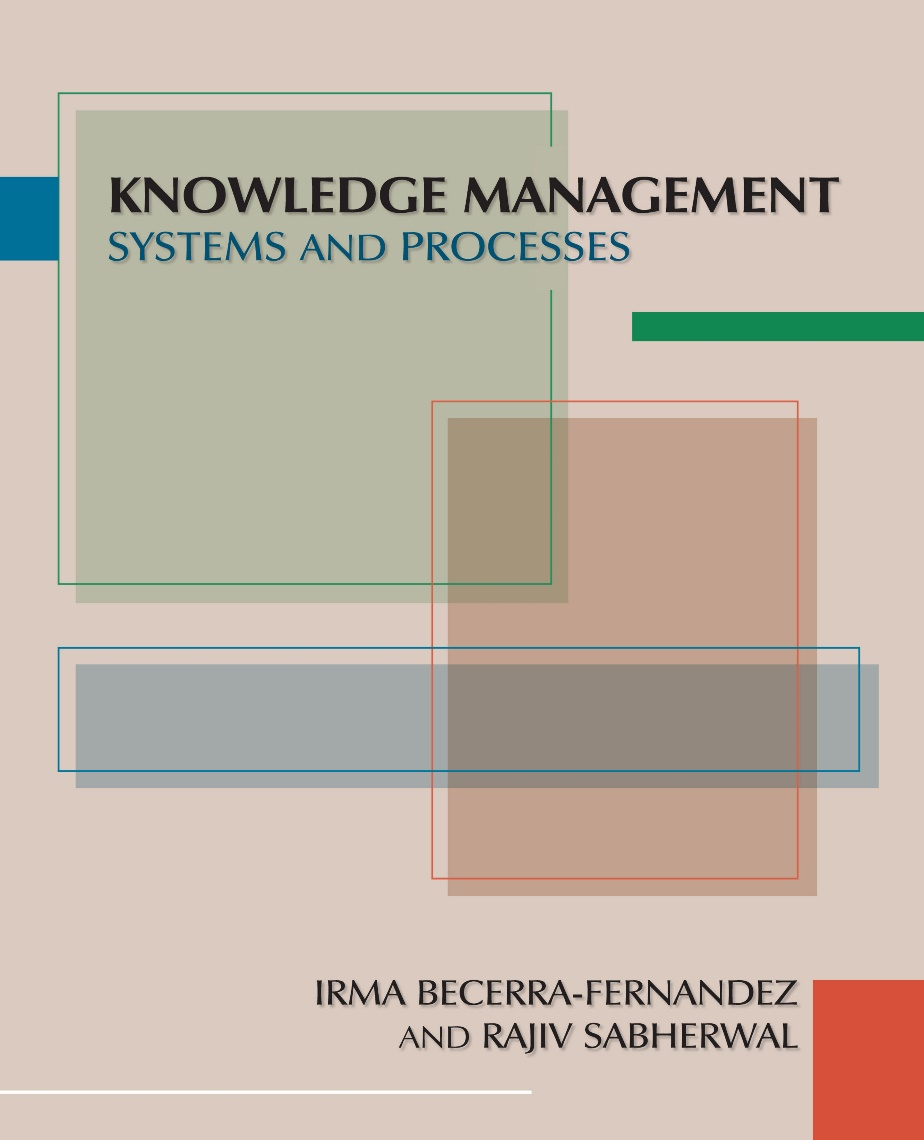 KNOWLEDGE MANAGEMENT
SYSTEMS AND PROCESSES
IRMA BECERRA-FERNANDEZ
AND RAJIV SABHERWAL